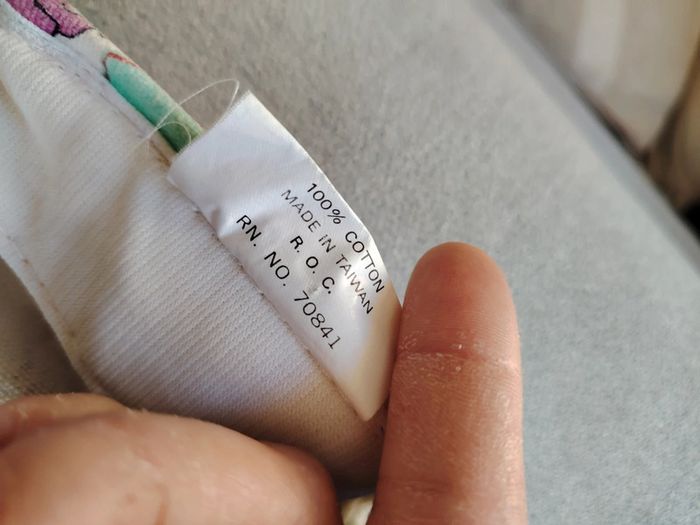 100% COTTON
MADE IN TAIWAN
R. O. C.
RN. NO. 70841